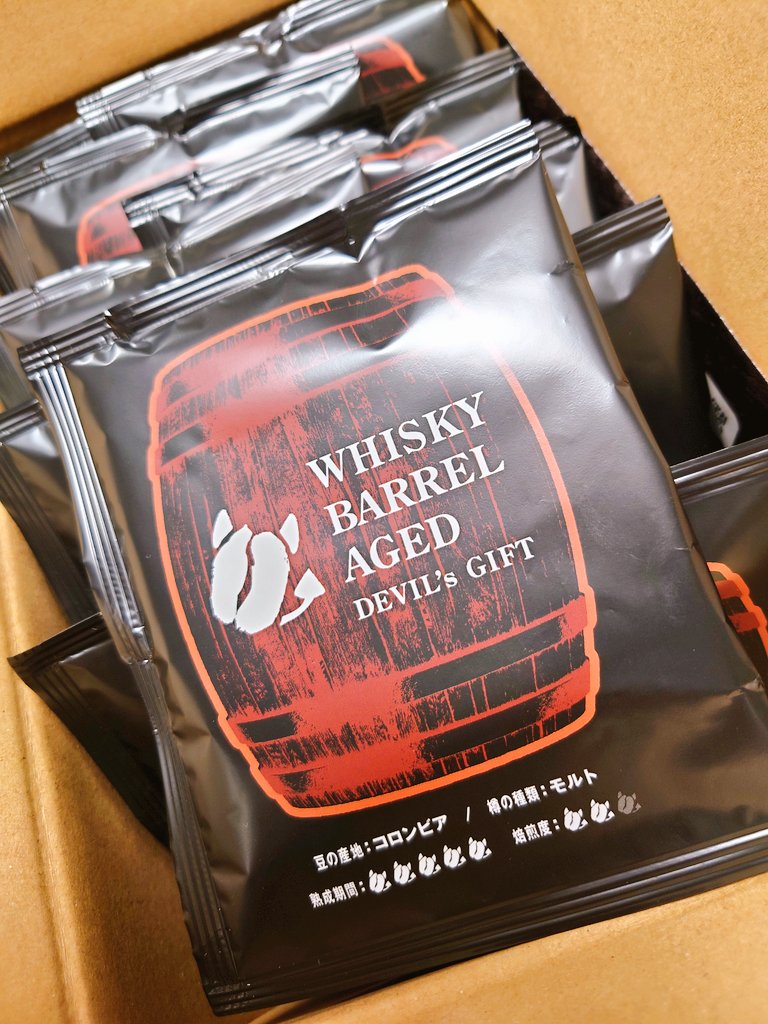 WHISKY
BARREL
AGED
DEVIL's GIFT
豆の産地：コロンビア / 樽の種類：モルト
熟成期間： 焙煎度：